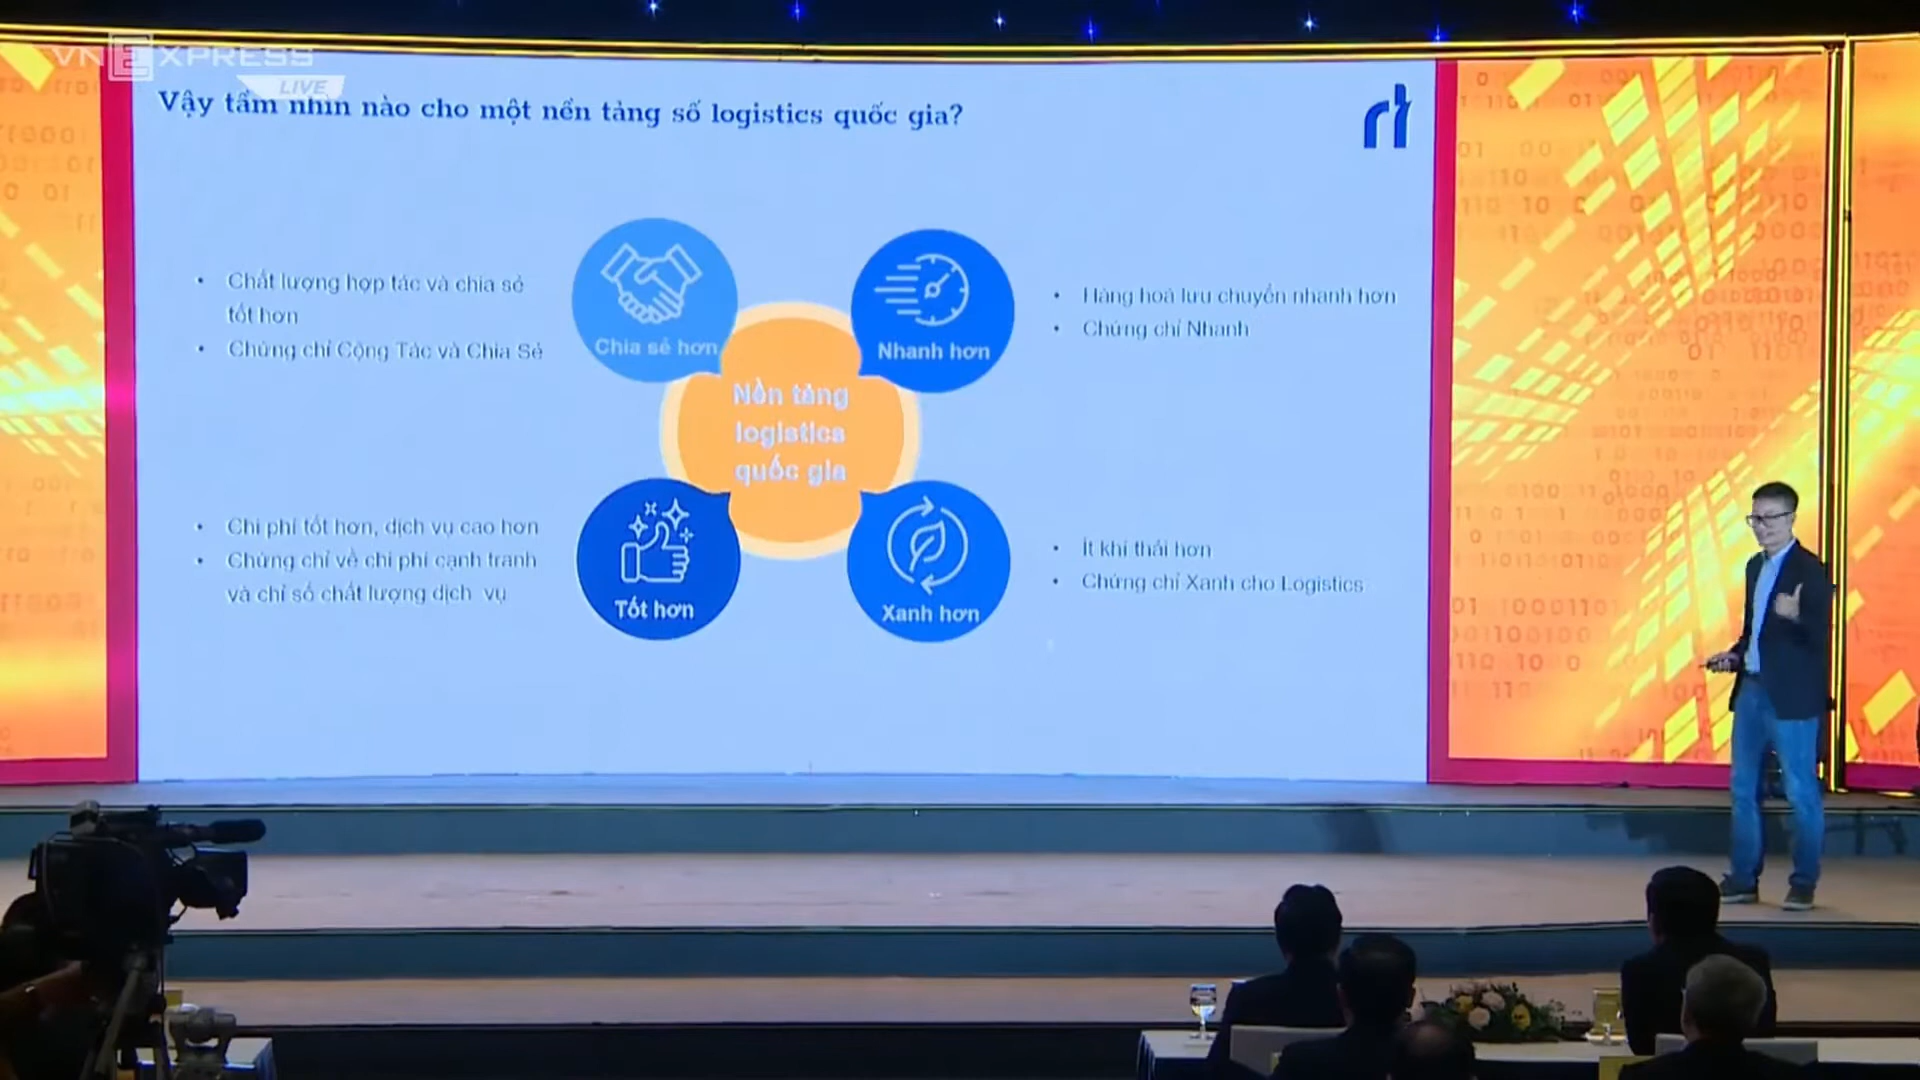 VNEXPRESS
LIVE
Vậy tầm nhìn nào cho một nền tảng số logistics quốc gia?
• Chất lượng hợp tác và chia sẻ
tốt hơn
• Chứng chỉ Cộng Tác và Chia Sẻ
Chia sẻ hơn
Nhanh hơn
• Hàng hoá lưu chuyển nhanh hơn
• Chứng chỉ Nhanh
Nền tảng
logistics
quốc gia
• Chi phí tốt hơn, dịch vụ cao hơn
• Chứng chỉ về chi phí cạnh tranh
và chỉ số chất lượng dịch vụ
Tốt hơn
Xanh hơn
• Ít khí thải hơn
• Chứng chỉ Xanh cho Logistics